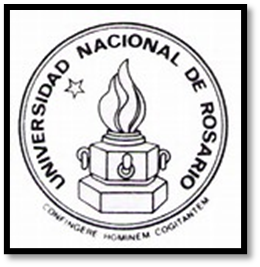 UNIVERSIDAD NACIONAL DE ROSARIO
CONFINGERE HOMINEM COGITANTEM